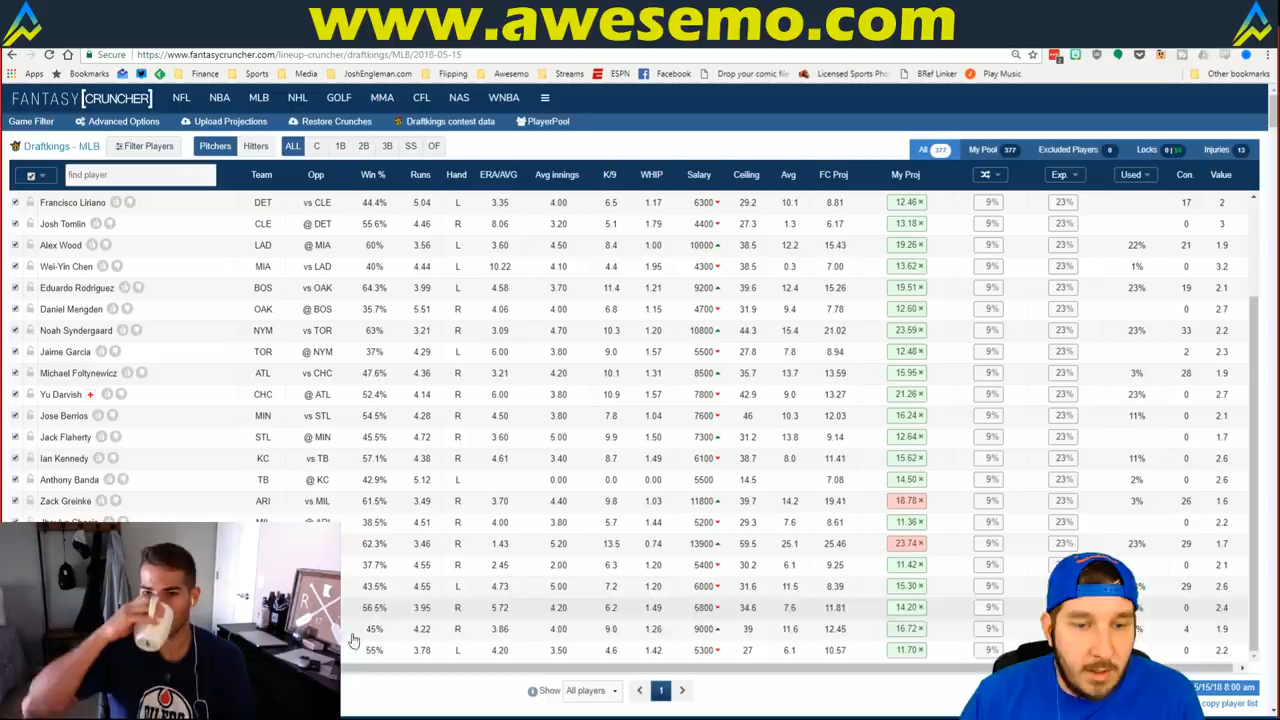 www.awesemo.com
Secure https://www.fantasycruncher.com/lineup-cruncher/draftkings/MLB/2018-05-15
Apps Bookmarks Finance Sports Media JoshEngleman.com Flipping Awesemo Streams ESPN Facebook Drop your comic file Licensed Sports Pho BRef Linker Play Music Other bookmarks
FANTASY [CRUNCHER] NFL NBA MLB NHL GOLF MMA CFL NAS WNBA
Game Filter Advanced Options Upload Projections Restore Crunches Draftkings contest data PlayerPool
Draftkings - MLB Filter Players Pitchers Hitters ALL C 1B 2B 3B SS OF All 377 My Pool 377 Excluded Players 0 Locks 0 | $0 Injuries 13
find player Team Opp Win % Runs Hand ERA/AVG Avg innings K/9 WHIP Salary Ceiling Avg FC Proj My Proj Exp. Used Con. Value
Francisco Liriano DET vs CLE 44.4% 5.04 L 3.35 4.00 6.5 1.17 6300 29.2 10.1 8.81 12.46 9% 23% 17 2
Josh Tomlin CLE @ DET 55.6% 4.46 R 8.06 3.20 5.1 1.79 4400 27.3 1.3 6.17 13.18 9% 23% 0 3
Alex Wood LAD @ MIA 60% 3.56 L 3.60 4.50 8.4 1.00 10000 38.5 12.2 15.43 19.26 9% 23% 22% 21 1.9
Wei-Yin Chen MIA vs LAD 40% 4.44 L 10.22 4.10 4.4 1.95 4300 38.5 0.3 7.00 13.62 9% 23% 1% 0 3.2
Eduardo Rodriguez BOS vs OAK 64.3% 3.99 L 4.58 3.70 11.4 1.21 9200 39.6 12.4 15.26 19.51 9% 23% 23% 19 2.1
Daniel Mengden OAK @ BOS 35.7% 5.51 R 4.06 4.00 6.8 1.15 4700 31.9 9.4 7.78 12.60 9% 23% 0 2.7
Noah Syndergaard NYM vs TOR 63% 3.21 R 3.09 4.70 10.3 1.20 10800 44.3 15.4 21.02 23.59 9% 23% 23% 33 2.2
Jaime Garcia TOR @ NYM 37% 4.29 L 6.00 3.80 9.0 1.57 5500 27.8 7.8 8.94 12.48 9% 23% 2 2.3
Michael Foltynewicz ATL vs CHC 47.6% 4.36 R 4.21 4.20 10.1 1.31 8500 35.7 13.7 13.59 15.95 9% 23% 3% 28 1.9
Yu Darvish CHC @ ATL 52.4% 4.14 R 6.00 3.80 10.9 1.57 7800 42.9 9.0 13.27 21.26 9% 23% 23% 0 2.7
Jose Berrios MIN vs STL 54.5% 4.28 R 4.50 4.30 7.8 1.04 7600 46 10.3 12.03 16.24 9% 23% 11% 0 2.1
Jack Flaherty STL @ MIN 45.5% 4.72 R 3.60 5.00 9.9 1.50 7300 31.2 13.8 9.14 12.64 9% 23% 0 1.7
Ian Kennedy KC vs TB 57.1% 4.38 R 4.61 3.40 8.7 1.49 6100 38.7 8.0 11.41 15.62 9% 23% 11% 0 2.6
Anthony Banda TB @ KC 42.9% 5.12 L 0.00 0.0 0.00 5500 14.5 7.08 14.50 9% 23% 2% 0 2.6
Zack Greinke ARI vs MIL 61.5% 3.49 R 3.70 4.40 9.8 1.03 11800 39.7 14.2 19.41 18.78 9% 23% 3% 26 1.6
38.5% 4.51 R 4.00 3.80 5.7 1.44 5200 29.3 7.6 8.61 11.36 9% 23% 0 2.2
62.3% 3.46 R 1.43 5.20 13.5 0.74 13900 59.5 25.1 25.46 23.74 9% 23% 23% 29 1.7
37.7% 4.55 R 2.45 2.00 6.3 1.20 5400 30.2 6.1 9.25 11.42 9% 0 2.1
43.5% 4.55 L 4.73 5.00 7.2 1.20 6000 31.6 11.5 8.39 15.30 9% 29 2.6
56.5% 3.95 R 5.72 4.20 6.2 1.49 5800 34.6 7.6 11.81 14.20 9% 0 2.4
45% 4.22 R 3.86 4.20 9.0 1.26 9000 39 11.6 12.45 16.72 9% 4 1.9
55% 3.78 L 4.20 3.50 4.6 1.42 5300 27 6.1 10.57 11.70 9% 0 2.2
Show All players 1
5/15/18 8:00 am
copy player list
R
17
OILERS